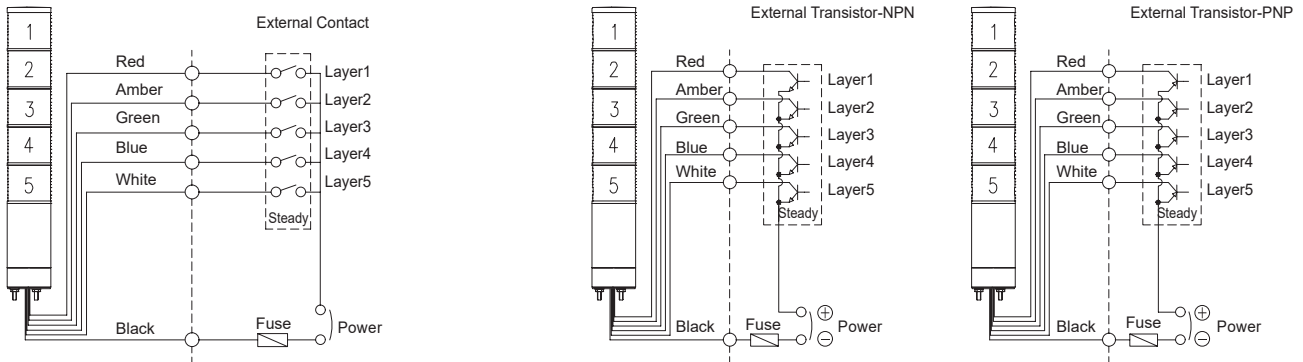 External Contact
1
2
3
4
5
Red
Amber
Green
Blue
White
Layer1
Layer2
Layer3
Layer4
Layer5
Steady
Black
Fuse
Power
External Transistor-NPN
1
2
3
4
5
Red
Amber
Green
Blue
White
Layer1
Layer2
Layer3
Layer4
Layer5
Steady
Black
Fuse
+
−
Power
External Transistor-PNP
1
2
3
4
5
Red
Amber
Green
Blue
White
Layer1
Layer2
Layer3
Layer4
Layer5
Steady
Black
Fuse
+
−
Power